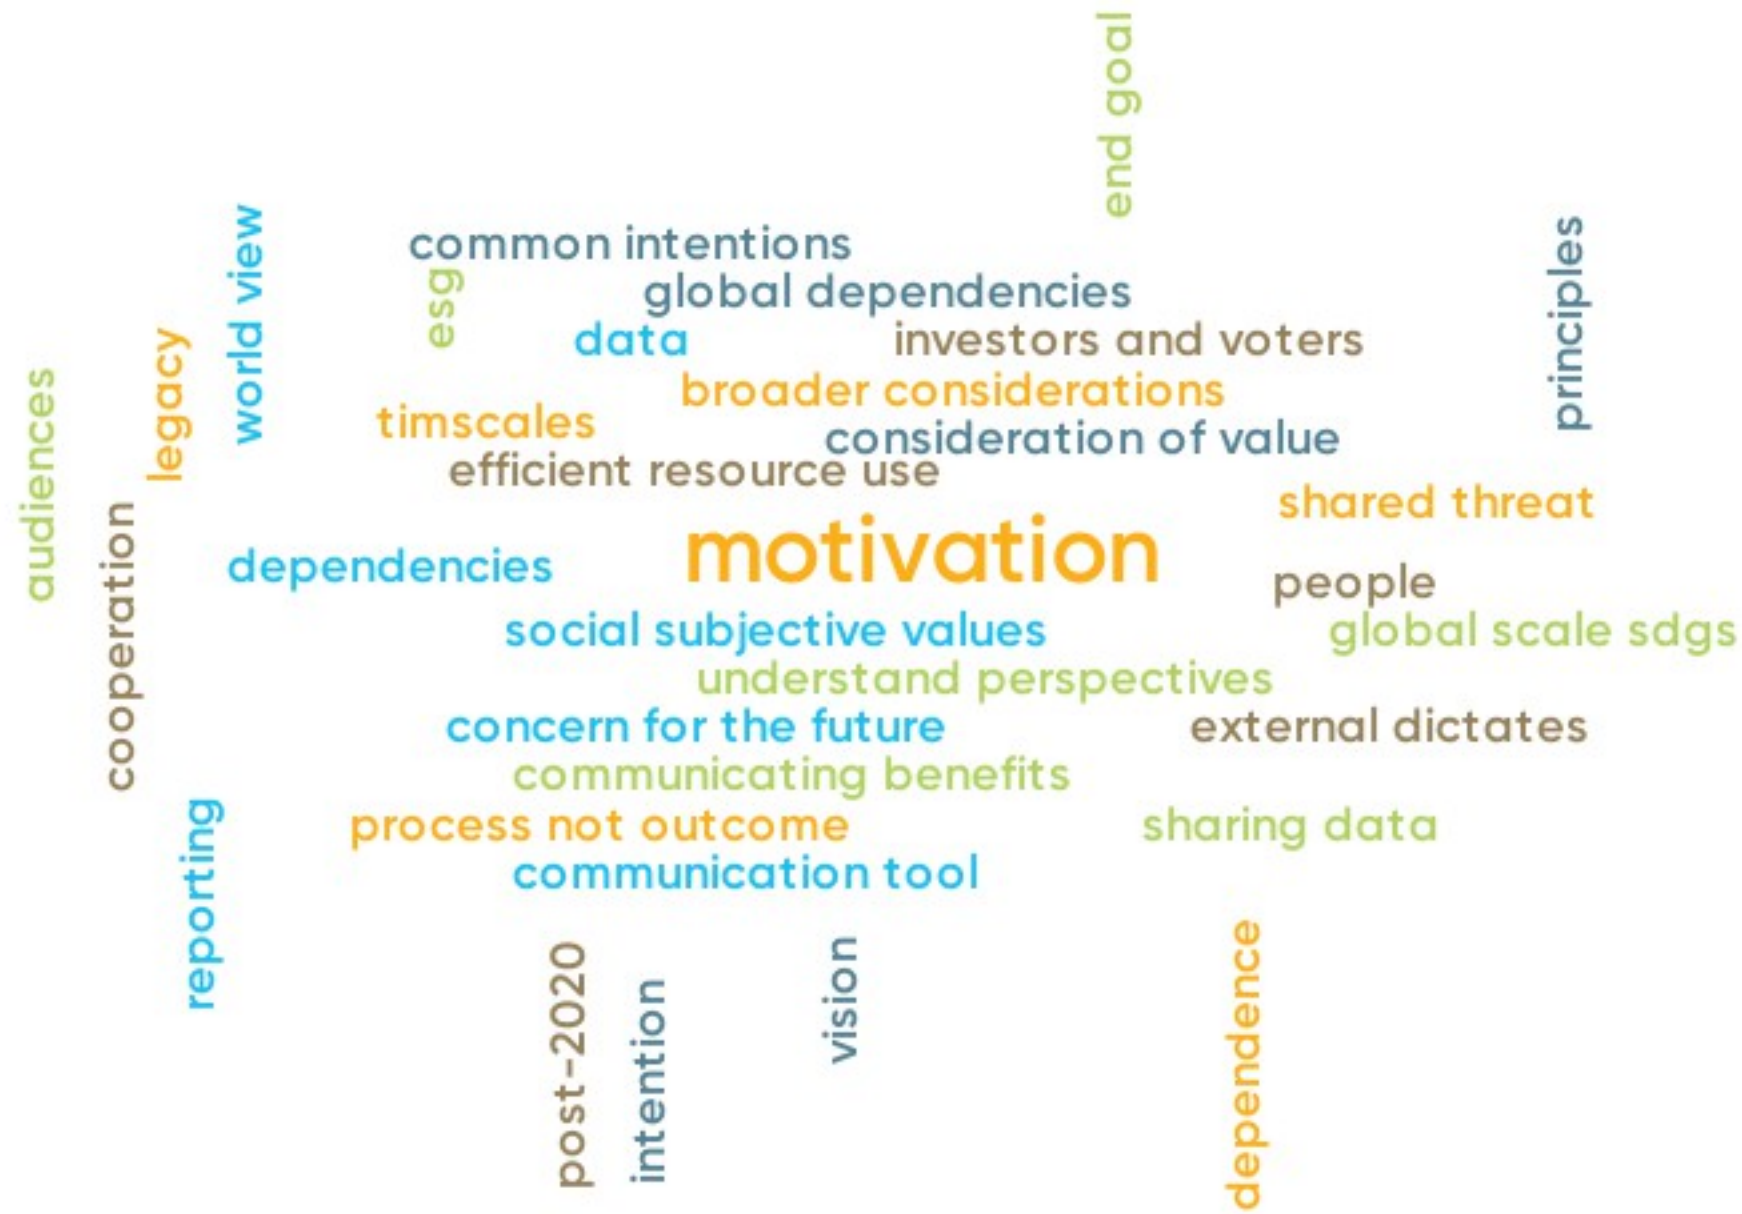 end goal
common intentions
world view
principles
esg
global dependencies
data
investors and voters
legacy
audiences
broader considerations
timscales
consideration of value
efficient resource use
shared threat
cooperation
motivation
dependencies
people
social subjective values
global scale sdgs
understand perspectives
concern for the future
external dictates
communicating benefits
reporting
process not outcome
sharing data
communication tool
post-2020
intention
vision
dependence